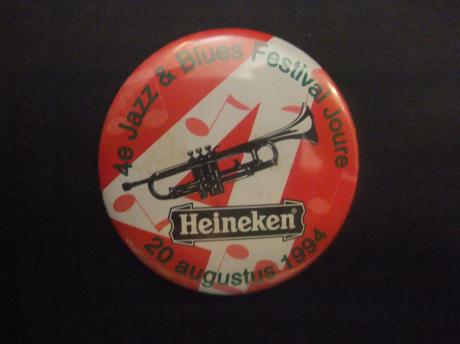 4e Jazz & Blues Festival Joure
Heineken
20 augustus 1994